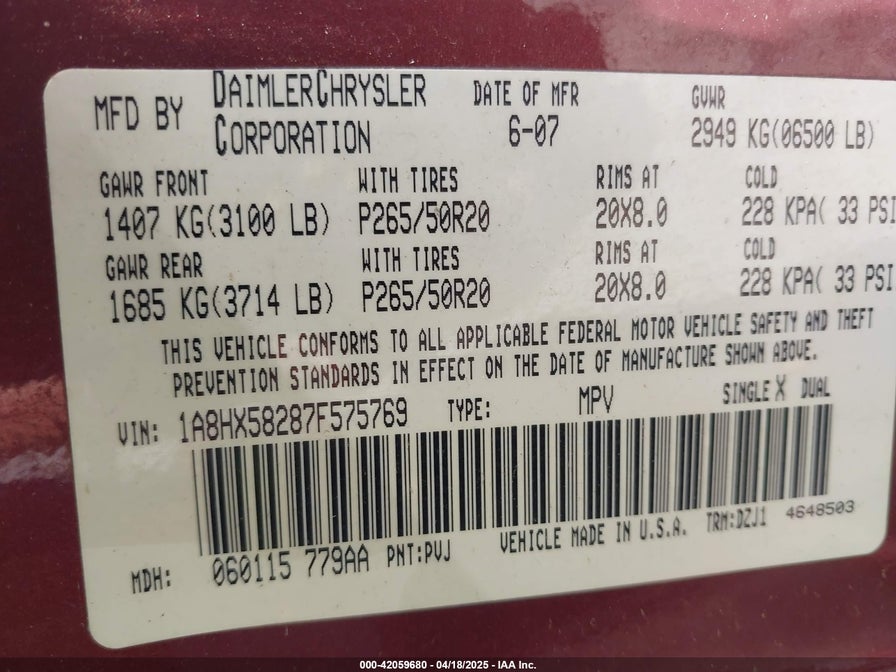 MFD BY DAIMLERCHRYSLER CORPORATION DATE OF MFR 6-07 GVWR 2949 KG(06500 LB)
GAWR FRONT WITH TIRES RIMS AT COLD
1407 KG(3100 LB) P265/50R20 20X8.0 228 KPA( 33 PSI
GAWR REAR WITH TIRES RIMS AT COLD
1685 KG(3714 LB) P265/50R20 20X8.0 228 KPA( 33 PSI
THIS VEHICLE CONFORMS TO ALL APPLICABLE FEDERAL MOTOR VEHICLE SAFETY AND THEFT
PREVENTION STANDARDS IN EFFECT ON THE DATE OF MANUFACTURE SHOWN ABOVE.
VIN: 1A8HX58287F575769 TYPE: MPV SINGLE X DUAL
MDH: 060115 779AA PNT:PVJ VEHICLE MADE IN U.S.A. TRM:DZJ1 4648503
000-42059680 - 04/18/2025 - IAA Inc.